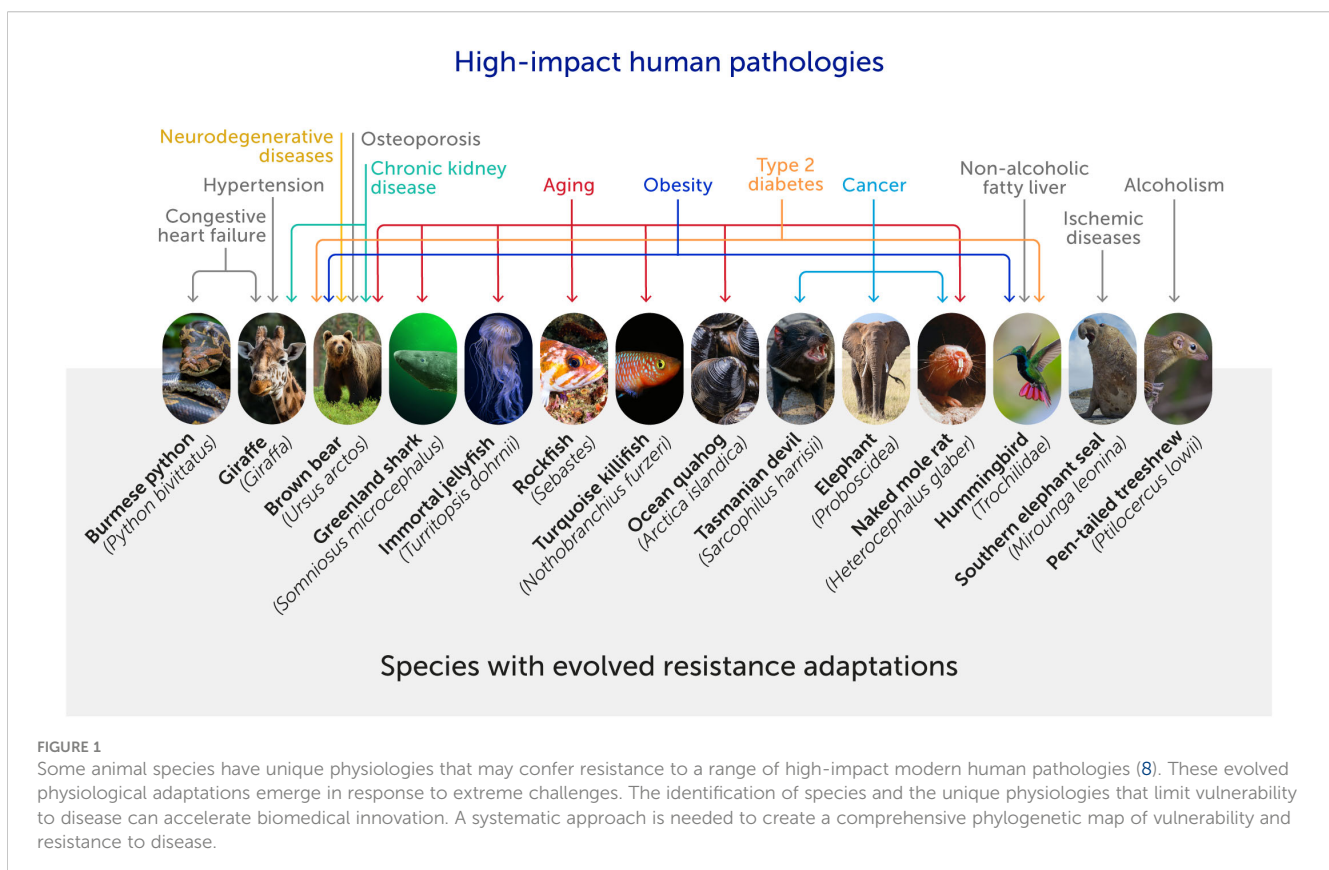 High-impact human pathologies
Neurodegenerative
diseases
Osteoporosis
Chronic kidney
disease
Hypertension
Congestive
heart failure
Aging
Obesity
Type 2
diabetes
Cancer
Non-alcoholic
fatty liver
Ischemic
diseases
Alcoholism
Burmese python
(Python bivittatus)
Giraffe
(Giraffa)
Brown bear
(Ursus arctos)
Greenland shark
(Somniosus microcephalus)
Immortal jellyfish
(Turritopsis dohrnii)
Rockfish
(Sebastes)
Turquoise killifish
(Nothobranchius furzeri)
Ocean quahog
(Arctica islandica)
Tasmanian devil
(Sarcophilus harrisii)
Elephant
(Proboscidea)
Naked mole rat
(Heterocephalus glaber)
Hummingbird
(Trochilidae)
Southern elephant seal
(Mirounga leonina)
Pen-tailed treeshrew
(Ptilocercus lowii)
Species with evolved resistance adaptations
FIGURE 1
Some animal species have unique physiologies that may confer resistance to a range of high-impact modern human pathologies (8). These evolved
physiological adaptations emerge in response to extreme challenges. The identification of species and the unique physiologies that limit vulnerability
to disease can accelerate biomedical innovation. A systematic approach is needed to create a comprehensive phylogenetic map of vulnerability and
resistance to disease.